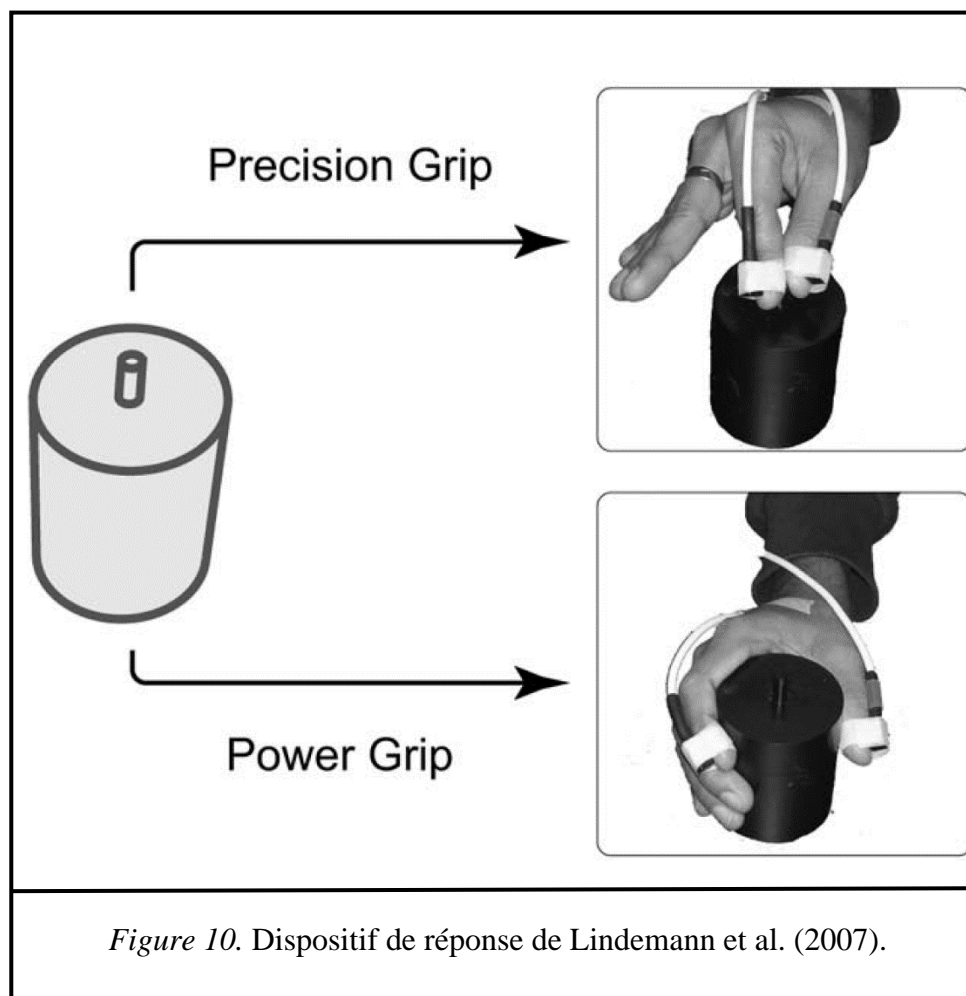 Precision Grip
Power Grip
Figure 10. Dispositif de réponse de Lindemann et al. (2007).